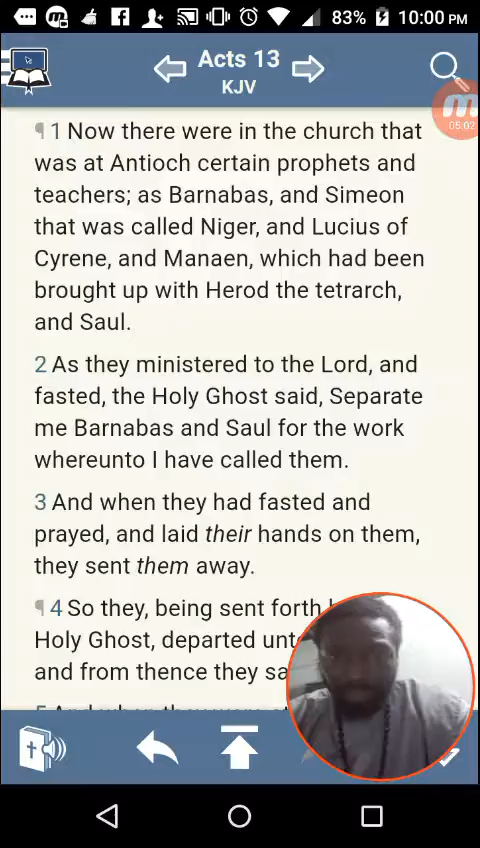 83% 10:00 PM
Acts 13
KJV
05:02
¶ 1 Now there were in the church that
was at Antioch certain prophets and
teachers; as Barnabas, and Simeon
that was called Niger, and Lucius of
Cyrene, and Manaen, which had been
brought up with Herod the tetrarch,
and Saul.
2 As they ministered to the Lord, and
fasted, the Holy Ghost said, Separate
me Barnabas and Saul for the work
whereunto I have called them.
3 And when they had fasted and
prayed, and laid their hands on them,
they sent them away.
¶ 4 So they, being sent forth
Holy Ghost, departed
and from thence they